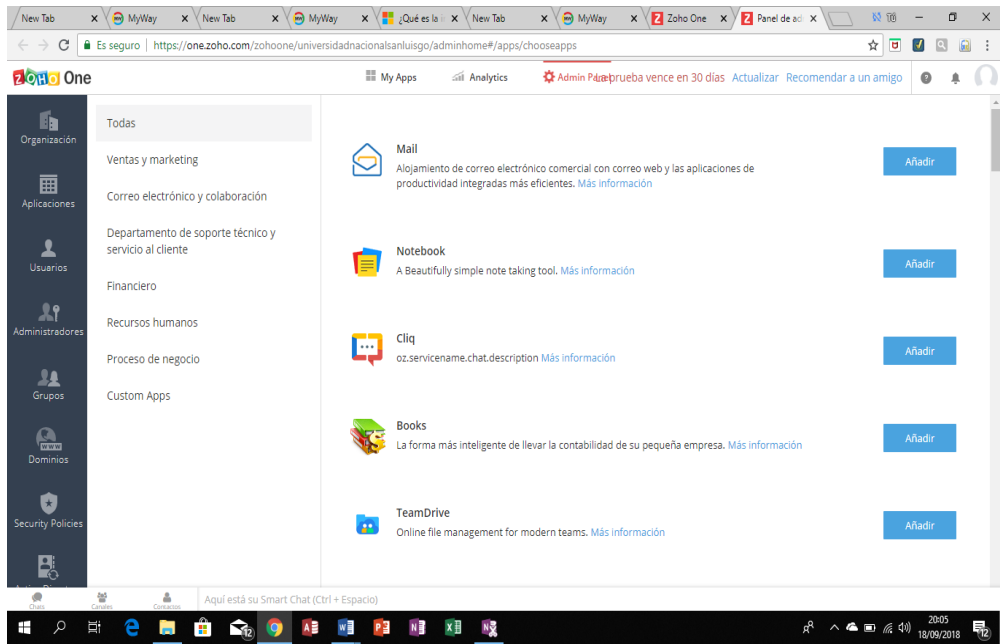 New Tab
MyWay
New Tab
MyWay
¿Qué es la i
New Tab
MyWay
Zoho One
Panel de ad
Es seguro
https://one.zoho.com/zohoone/universidadnacionalsanluisgo/adminhome#/apps/chooseapps
ZOHO One
My Apps
Analytics
Admin Panel
La prueba vence en 30 días
Actualizar
Recomendar a un amigo
Organización
Aplicaciones
Usuarios
Administradores
Grupos
Dominios
Security Policies
Todas
Ventas y marketing
Correo electrónico y colaboración
Departamento de soporte técnico y
servicio al cliente
Financiero
Recursos humanos
Proceso de negocio
Custom Apps
Mail
Alojamiento de correo electrónico comercial con correo web y las aplicaciones de
productividad integradas más eficientes. Más información
Añadir
Notebook
A Beautifully simple note taking tool. Más información
Añadir
Cliq
oz.servicename.chat.description Más información
Añadir
Books
La forma más inteligente de llevar la contabilidad de su pequeña empresa. Más información
Añadir
TeamDrive
Online file management for modern teams. Más información
Añadir
Chats
Canales
Contactos
Aquí está su Smart Chat (Ctrl + Espacio)
20:05
18/09/2018